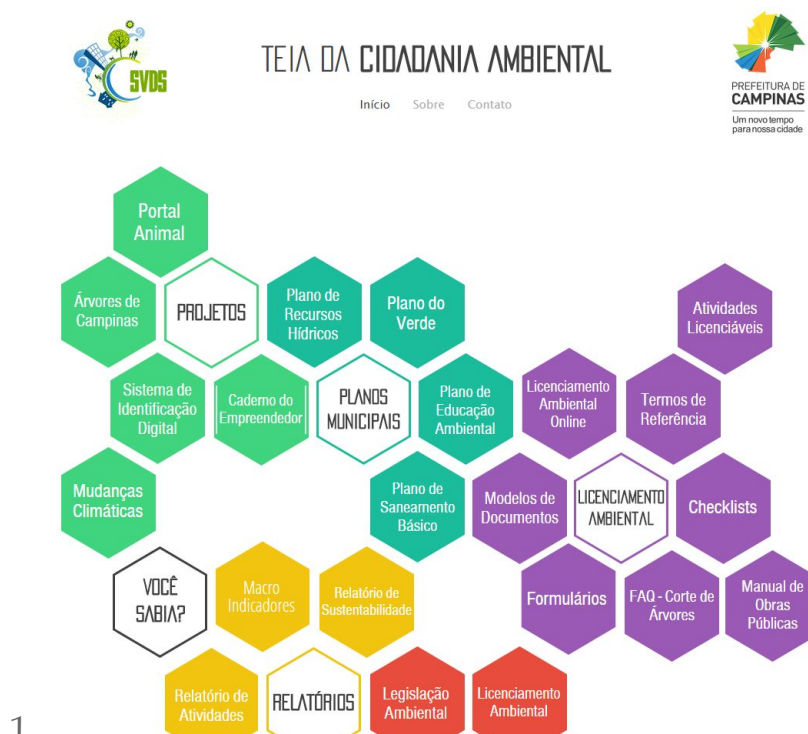 SVDS
TEIA DA CIDADANIA AMBIENTAL
Início Sobre Contato
PREFEITURA DE
CAMPINAS
Um novo tempo
para nossa cidade
Portal
Animal
Árvores de
Campinas
PROJETOS
Plano de
Recursos
Hídricos
Plano do
Verde
Atividades
Licenciáveis
Sistema de
Identificação
Digital
Caderno do
Empreendedor
PLANOS
MUNICIPAIS
Plano de
Educação
Ambiental
Licenciamento
Ambiental
Online
Termos de
Referência
Mudanças
Climáticas
Plano de
Saneamento
Básico
Modelos de
Documentos
LICENCIAMENTO
AMBIENTAL
Checklists
VOCÊ
SABIA?
Macro
Indicadores
Relatório de
Sustentabilidade
Formulários
FAQ - Corte de
Árvores
Manual de
Obras
Públicas
Relatório de
Atividades
RELATÓRIOS
Legislação
Ambiental
Licenciamento
Ambiental
1